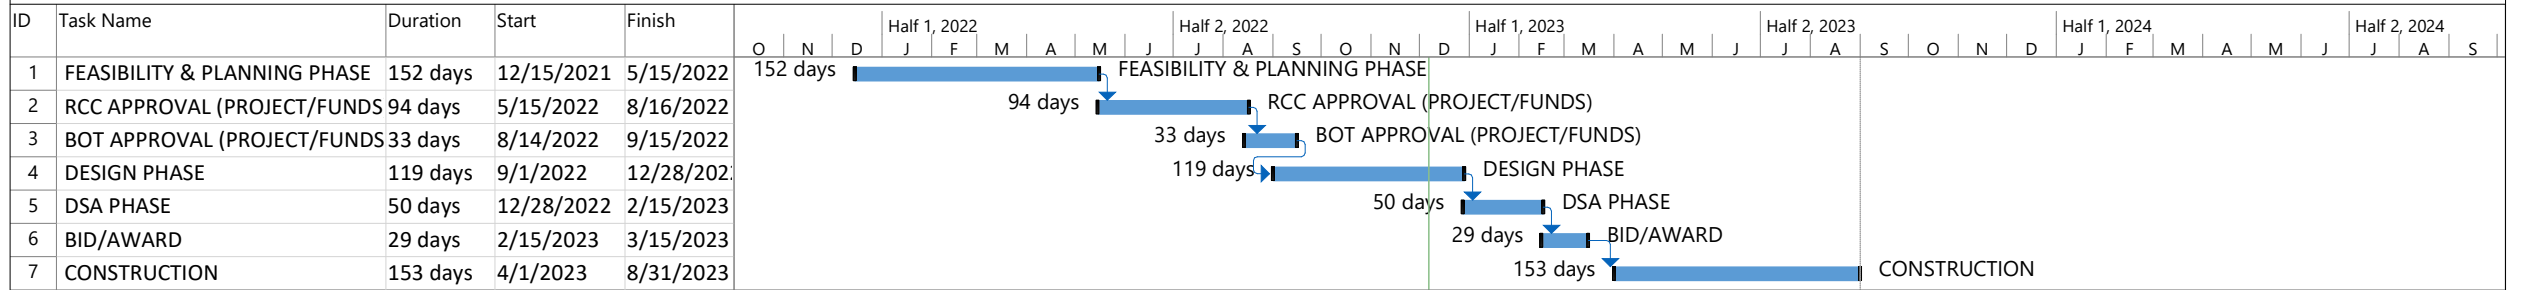 ID Task Name Duration Start Finish
Half 1, 2022 Half 2, 2022 Half 1, 2023 Half 2, 2023 Half 1, 2024 Half 2, 2024
O N D J F M A M J J A S O N D J F M A M J J A S O N D J F M A M J J A S
1 FEASIBILITY & PLANNING PHASE 152 days 12/15/2021 5/15/2022 152 days FEASIBILITY & PLANNING PHASE
2 RCC APPROVAL (PROJECT/FUNDS 94 days 5/15/2022 8/16/2022 94 days RCC APPROVAL (PROJECT/FUNDS)
3 BOT APPROVAL (PROJECT/FUNDS 33 days 8/14/2022 9/15/2022 33 days BOT APPROVAL (PROJECT/FUNDS)
4 DESIGN PHASE 119 days 9/1/2022 12/28/202 119 days DESIGN PHASE
5 DSA PHASE 50 days 12/28/2022 2/15/2023 50 days DSA PHASE
6 BID/AWARD 29 days 2/15/2023 3/15/2023 29 days BID/AWARD
7 CONSTRUCTION 153 days 4/1/2023 8/31/2023 153 days CONSTRUCTION